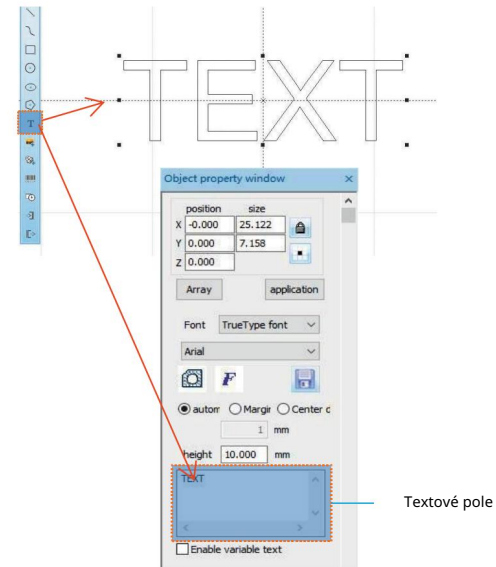 TEXT
T
Object property window ×
position size
X -0.000 25.122
Y 0.000 7.158
Z 0.000
Array application
Font TrueType font
Arial
F
autom Margir Center d
1 mm
height 10.000 mm
TEXT
Textové pole
Enable variable text